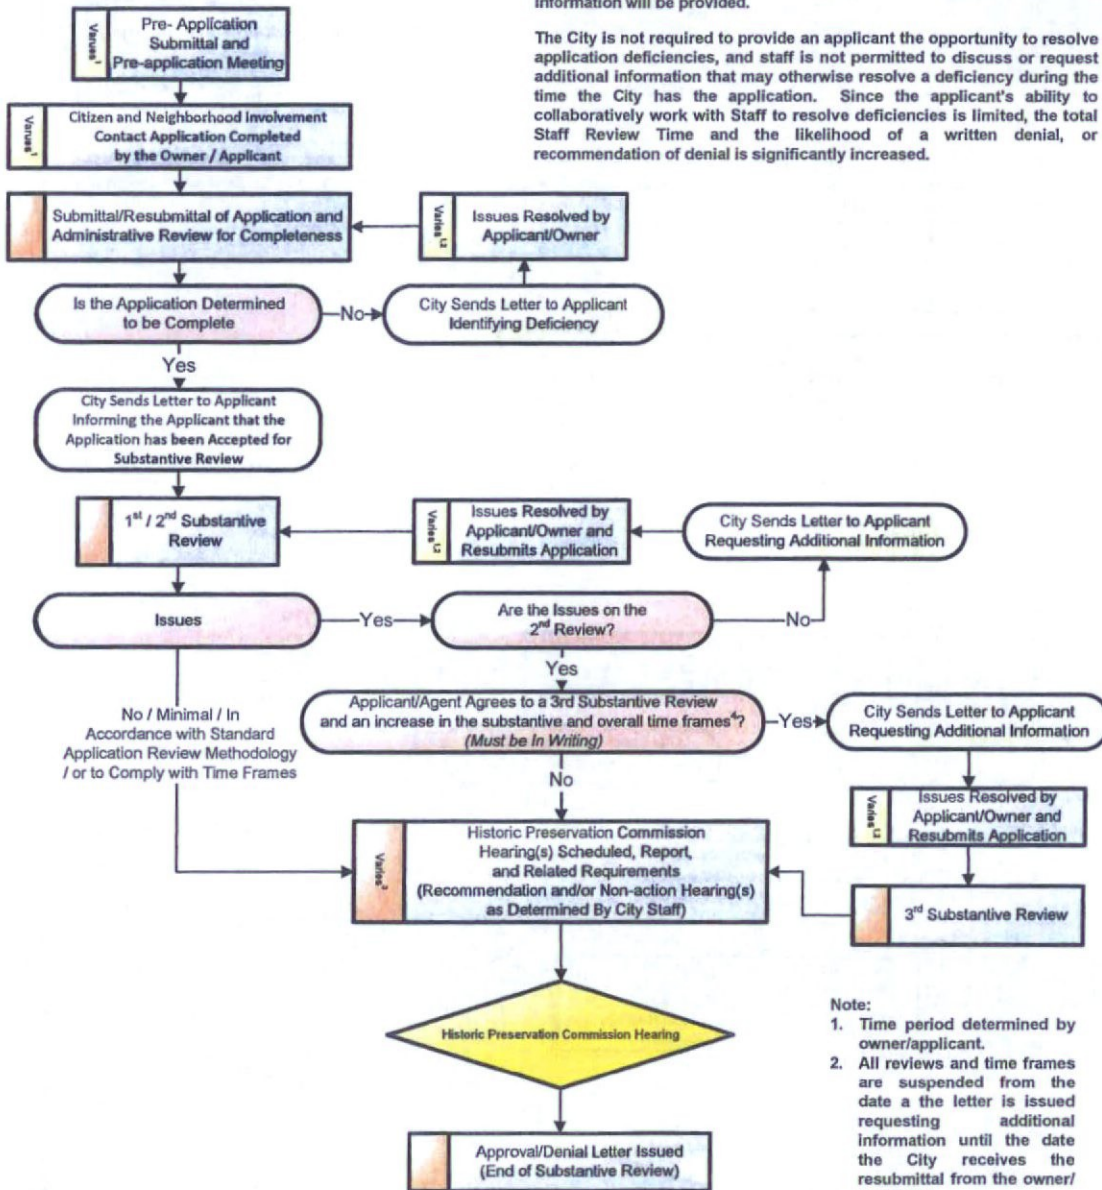 information will be provided.
The City is not required to provide an applicant the opportunity to resolve
application deficiencies, and staff is not permitted to discuss or request
additional information that may otherwise resolve a deficiency during the
time the City has the application. Since the applicant's ability to
collaboratively work with Staff to resolve deficiencies is limited, the total
Staff Review Time and the likelihood of a written denial, or
recommendation of denial is significantly increased.
Varues¹
Pre- Application
Submittal and
Pre-application Meeting
Varues¹
Citizen and Neighborhood Involvement
Contact Application Completed
by the Owner / Applicant
Submittal/Resubmittal of Application and
Administrative Review for Completeness
Varies¹,²
Issues Resolved by
Applicant/Owner
Is the Application Determined
to be Complete
No
City Sends Letter to Applicant
Identifying Deficiency
Yes
City Sends Letter to Applicant
Informing the Applicant that the
Application has been Accepted for
Substantive Review
1st / 2nd Substantive
Review
Varies¹,²
Issues Resolved by
Applicant/Owner and
Resubmits Application
City Sends Letter to Applicant
Requesting Additional Information
Issues
Yes
Are the Issues on the
2nd Review?
No
Yes
No / Minimal / In
Accordance with Standard
Application Review Methodology
/ or to Comply with Time Frames
Applicant/Agent Agrees to a 3rd Substantive Review
and an increase in the substantive and overall time frames⁴?
(Must be In Writing)
Yes
City Sends Letter to Applicant
Requesting Additional Information
No
Varies¹,²
Issues Resolved by
Applicant/Owner and
Resubmits Application
Varies³
Historic Preservation Commission
Hearing(s) Scheduled, Report,
and Related Requirements
(Recommendation and/or Non-action Hearing(s)
as Determined By City Staff)
3rd Substantive Review
Historic Preservation Commission Hearing
Approval/Denial Letter Issued
(End of Substantive Review)
Note:
1. Time period determined by
owner/applicant.
2. All reviews and time frames
are suspended from the
date a the letter is issued
requesting additional
information until the date
the City receives the
resubmittal from the owner/